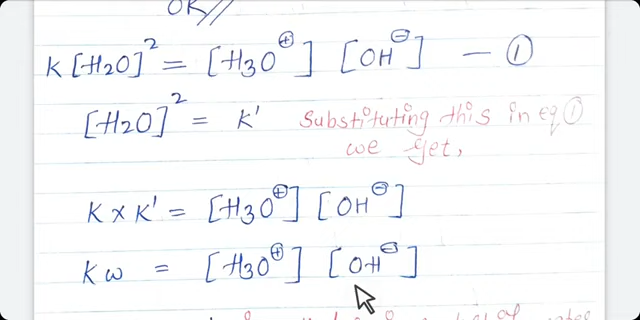 OR//
K[H2O]² = [H3O⊕] [OH⊖] — ①
[H2O]² = K' Substituting this in eq ①
we get,
K x K' = [H3O⊕] [OH⊖]
Kw = [H3O⊕] [OH⊖]